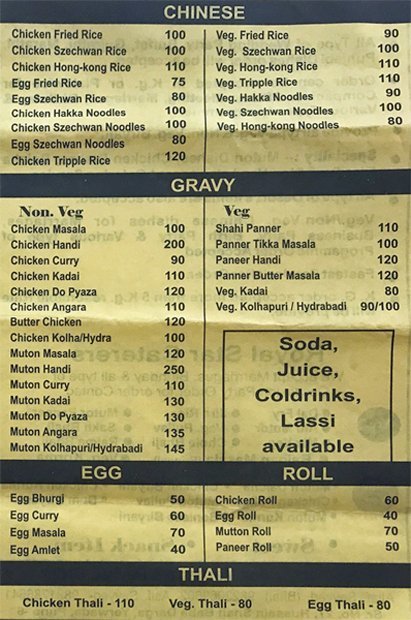 CHINESE
Chicken Fried Rice 100
Chicken Szechwan Rice 100
Chicken Hong-kong Rice 110
Egg Fried Rice 75
Egg Szechwan Rice 80
Chicken Hakka Noodles 100
Chicken Szechwan Noodles 100
Egg Szechwan Noodles 80
Chicken Tripple Rice 120
Veg. Fried Rice 90
Veg. Szechwan Rice 100
Veg. Hong-kong Rice 110
Veg. Tripple Rice 110
Veg. Hakka Noodles 90
Veg. Szechwan Noodles 100
Veg. Hong-kong Noodles 80
GRAVY
Non. Veg
Chicken Masala 100
Chicken Handi 200
Chicken Curry 90
Chicken Kadai 110
Chicken Do Pyaza 120
Chicken Angara 110
Butter Chicken 120
Chicken Kolha/Hydra 100
Muton Masala 120
Muton Handi 250
Muton Curry 110
Muton Kadai 130
Muton Do Pyaza 130
Muton Angara 135
Muton Kolhapuri/Hydrabadi 145
Veg
Shahi Panner 110
Panner Tikka Masala 100
Paneer Handi 120
Panner Butter Masala 120
Veg. Kadai 80
Veg. Kolhapuri / Hydrabadi 90/100
Soda,
Juice,
Coldrinks,
Lassi
available
EGG
Egg Bhurgi 50
Egg Curry 60
Egg Masala 70
Egg Amlet 40
ROLL
Chicken Roll 60
Egg Roll 40
Mutton Roll 70
Paneer Roll 50
THALI
Chicken Thali - 110 Veg. Thali - 80 Egg Thali - 80